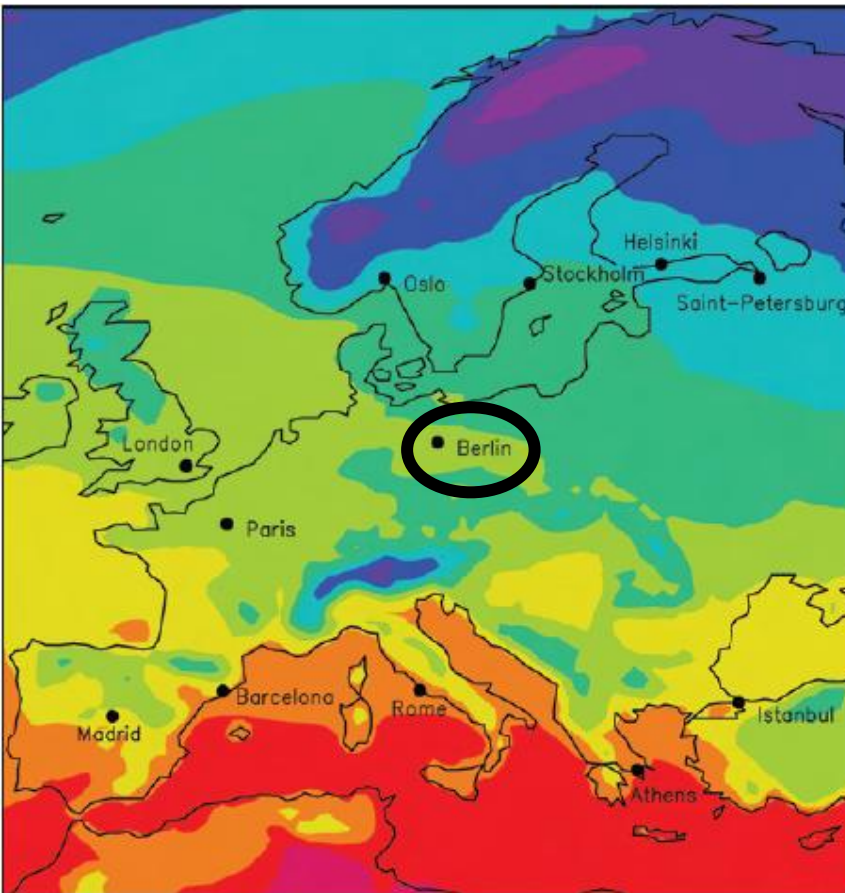 Helsinki
Oslo
Stockholm
Saint-Petersburg
London
Berlin
Paris
Barcelona
Rome
Madrid
Istanbul
Athens